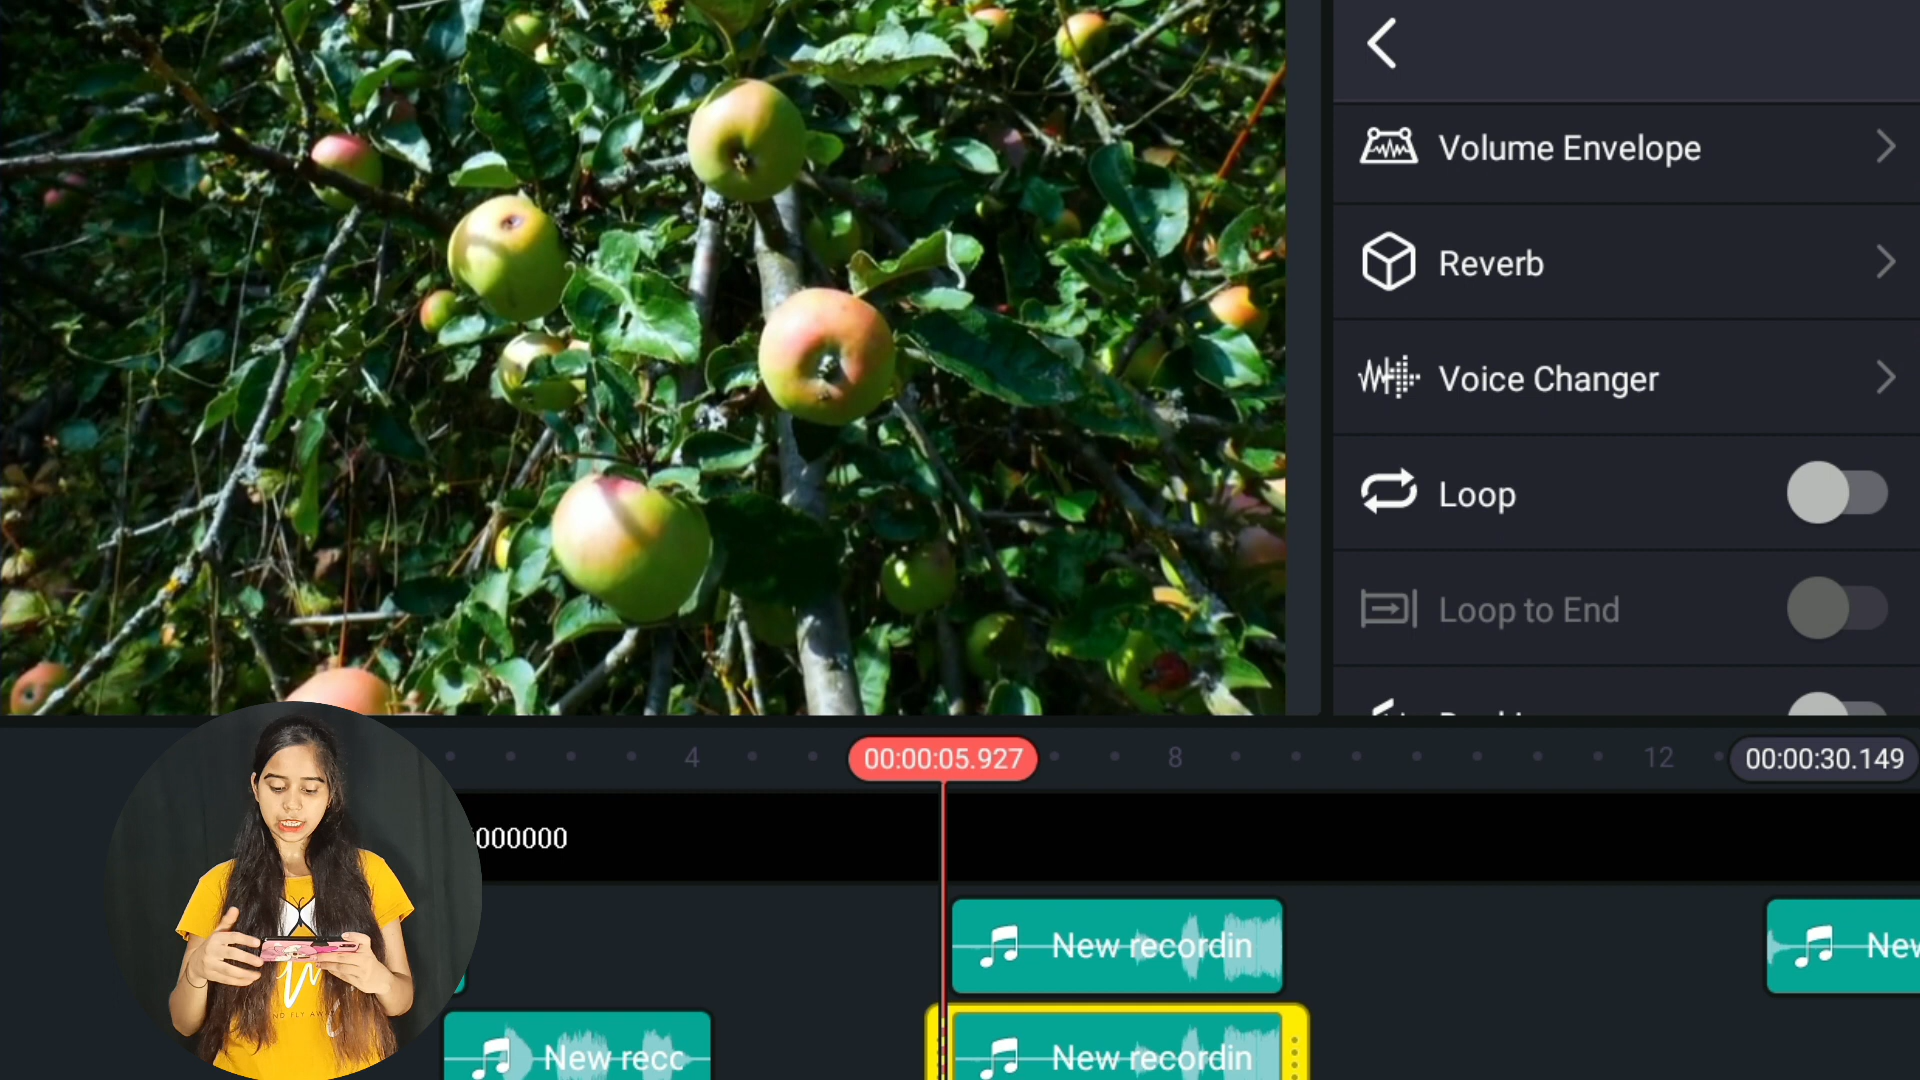 Volume Envelope
Reverb
Voice Changer
Loop
Loop to End
4
00:00:05.927
8
12
00:00:30.149
000000
New recordin
New
New recc
New recordin